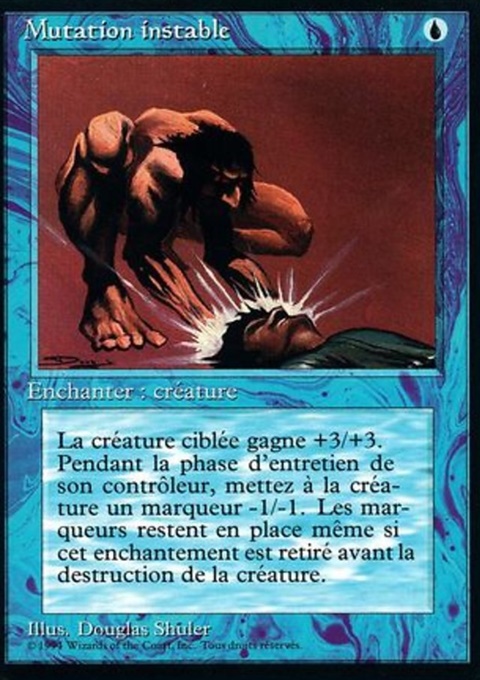 Mutation instable
Enchanter : créature
La créature ciblée gagne +3/+3.
Pendant la phase d'entretien de
son contrôleur, mettez à la créa-
ture un marqueur -1/-1. Les mar-
queurs restent en place même si
cet enchantement est retiré avant la
destruction de la créature.
Illus. Douglas Shuler
© 1994 Wizards of the Coast, Inc. Tous droits réservés.